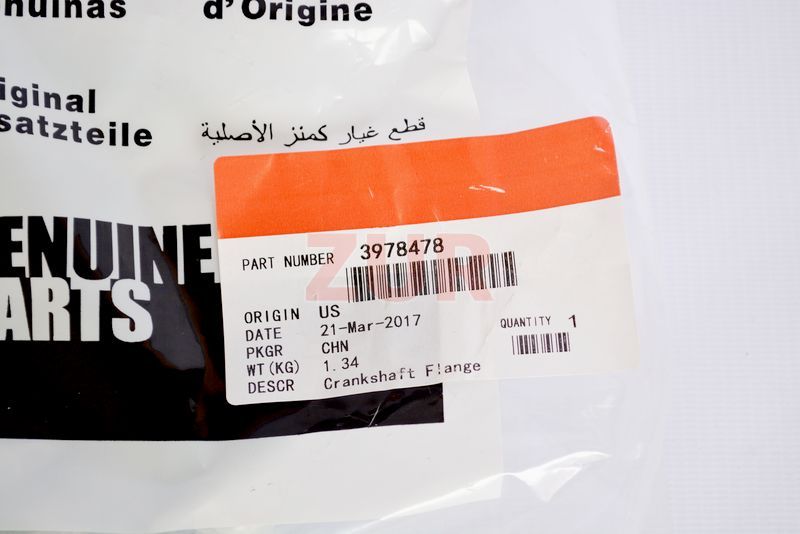 d'Origine
iginal
satzteile
قطع غيار كمنز الأصلية
ENUINE
ARTS
PART NUMBER 3978478
ZUR
ORIGIN US
DATE 21-Mar-2017
PKGR CHN
WT(KG) 1.34
DESCR Crankshaft Flange
QUANTITY 1